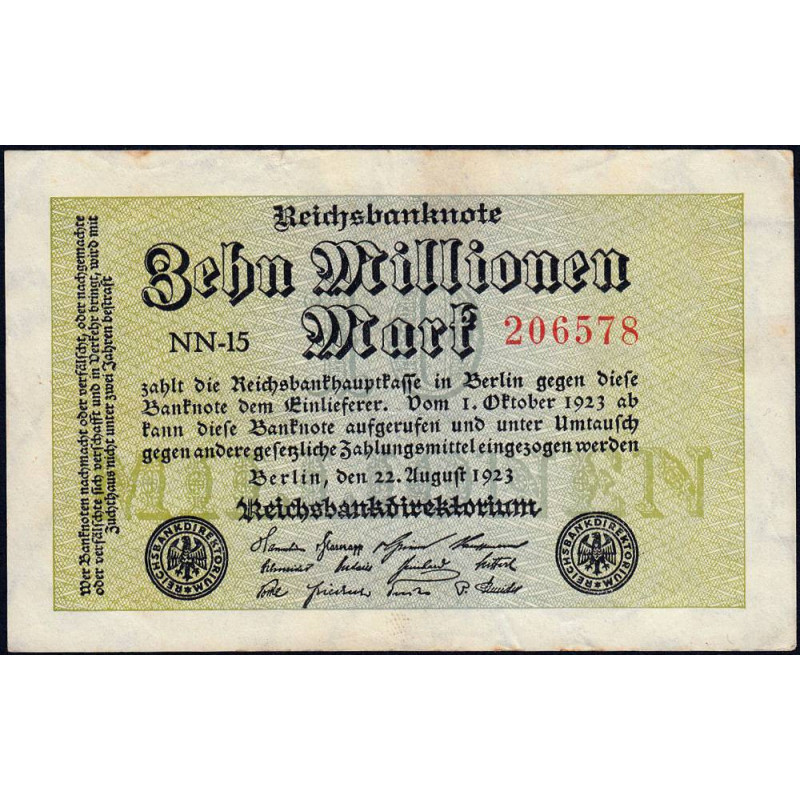 Reichsbanknote
Zehn Millionen
Mark
NN-15
206578
zahlt die Reichsbankhauptkasse in Berlin gegen diese
Banknote dem Einlieferer. Vom 1. Oktober 1923 ab
kann diese Banknote aufgerufen und unter Umtausch
gegen andere gesetzliche Zahlungsmittel eingezogen werden
Berlin, den 22. August 1923
Reichsbankdirektorium
REICHSBANKDIREKTORIUM
REICHSBANKDIREKTORIUM
Wer Banknoten nachmacht oder verfälscht, oder nachgemachte
oder verfälschte sich verschafft und in Verkehr bringt, wird mit
Zuchthaus nicht unter zwei Jahren bestraft
10
MILLIONEN